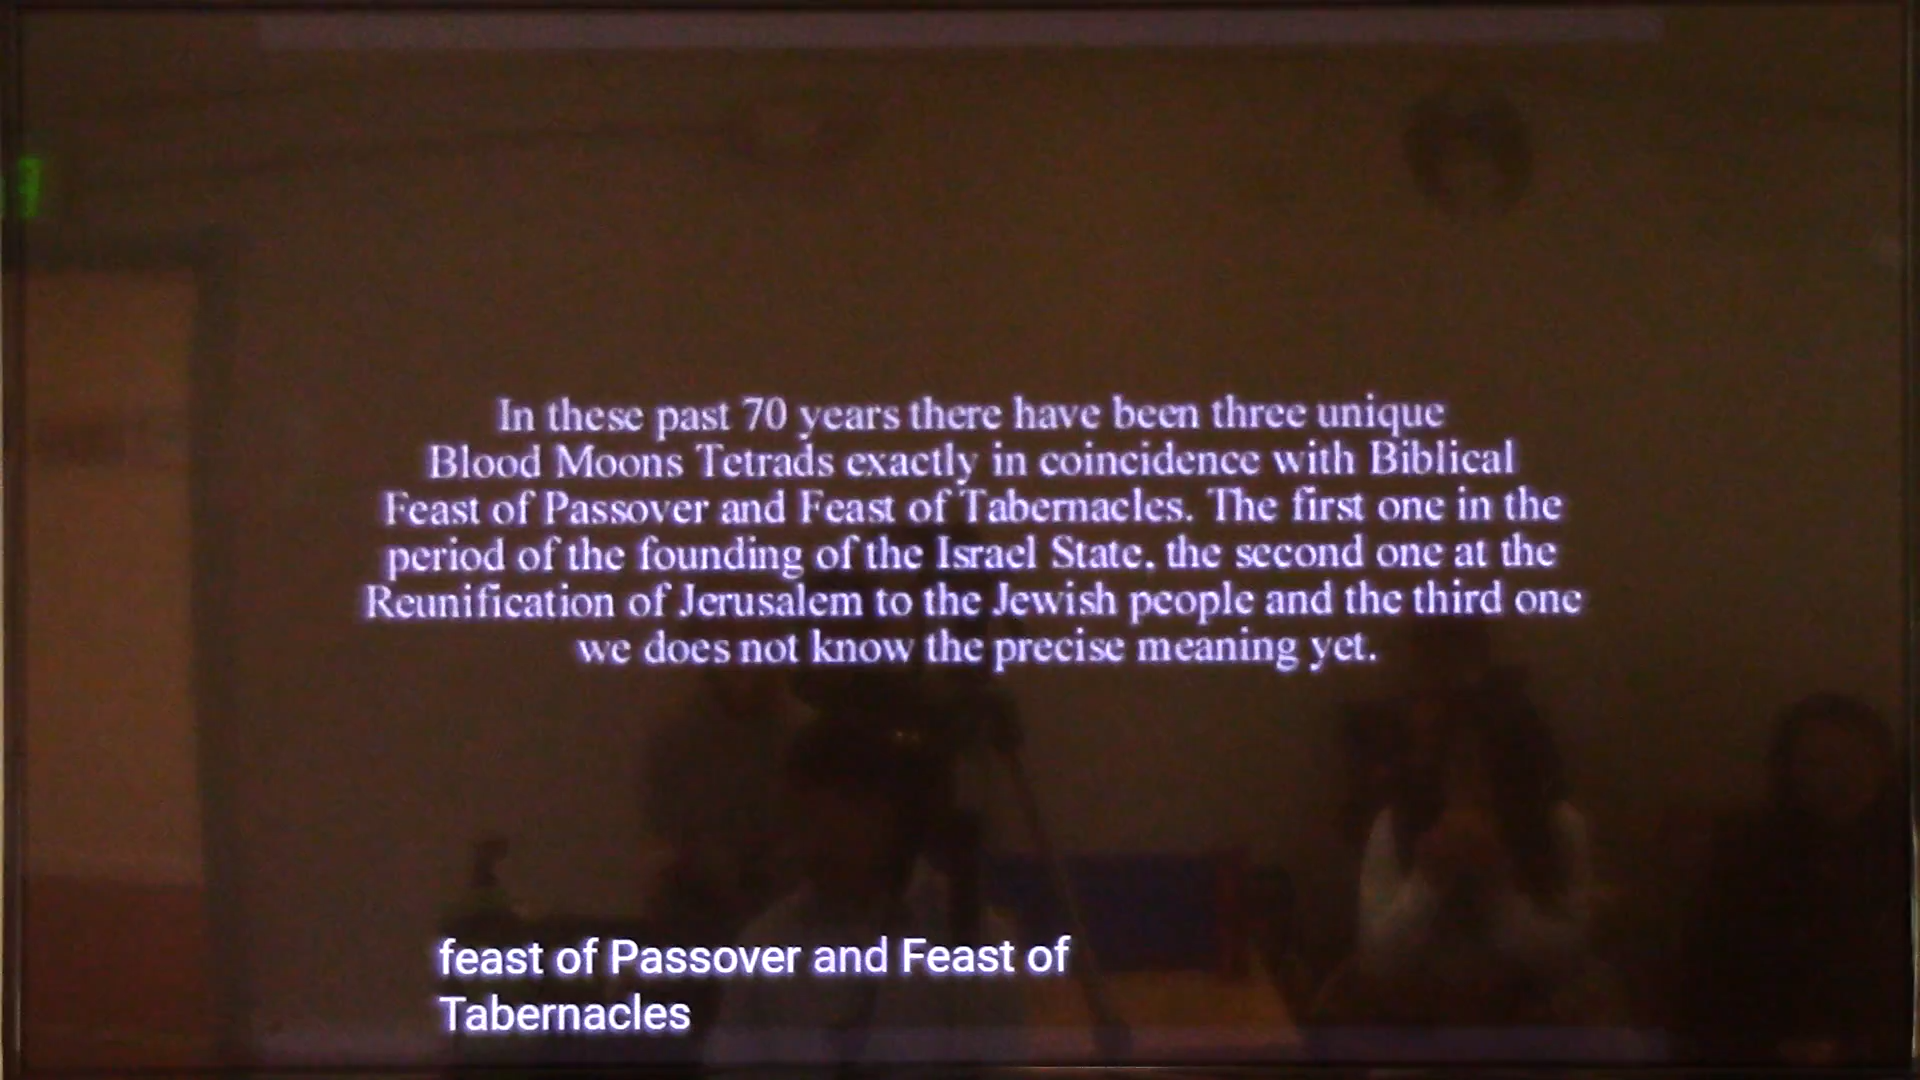 In these past 70 years there have been three unique
Blood Moons Tetrads exactly in coincidence with Biblical
Feast of Passover and Feast of Tabernacles. The first one in the
period of the founding of the Israel State. the second one at the
Reunification of Jerusalem to the Jewish people and the third one
we does not know the precise meaning yet.
feast of Passover and Feast of
Tabernacles